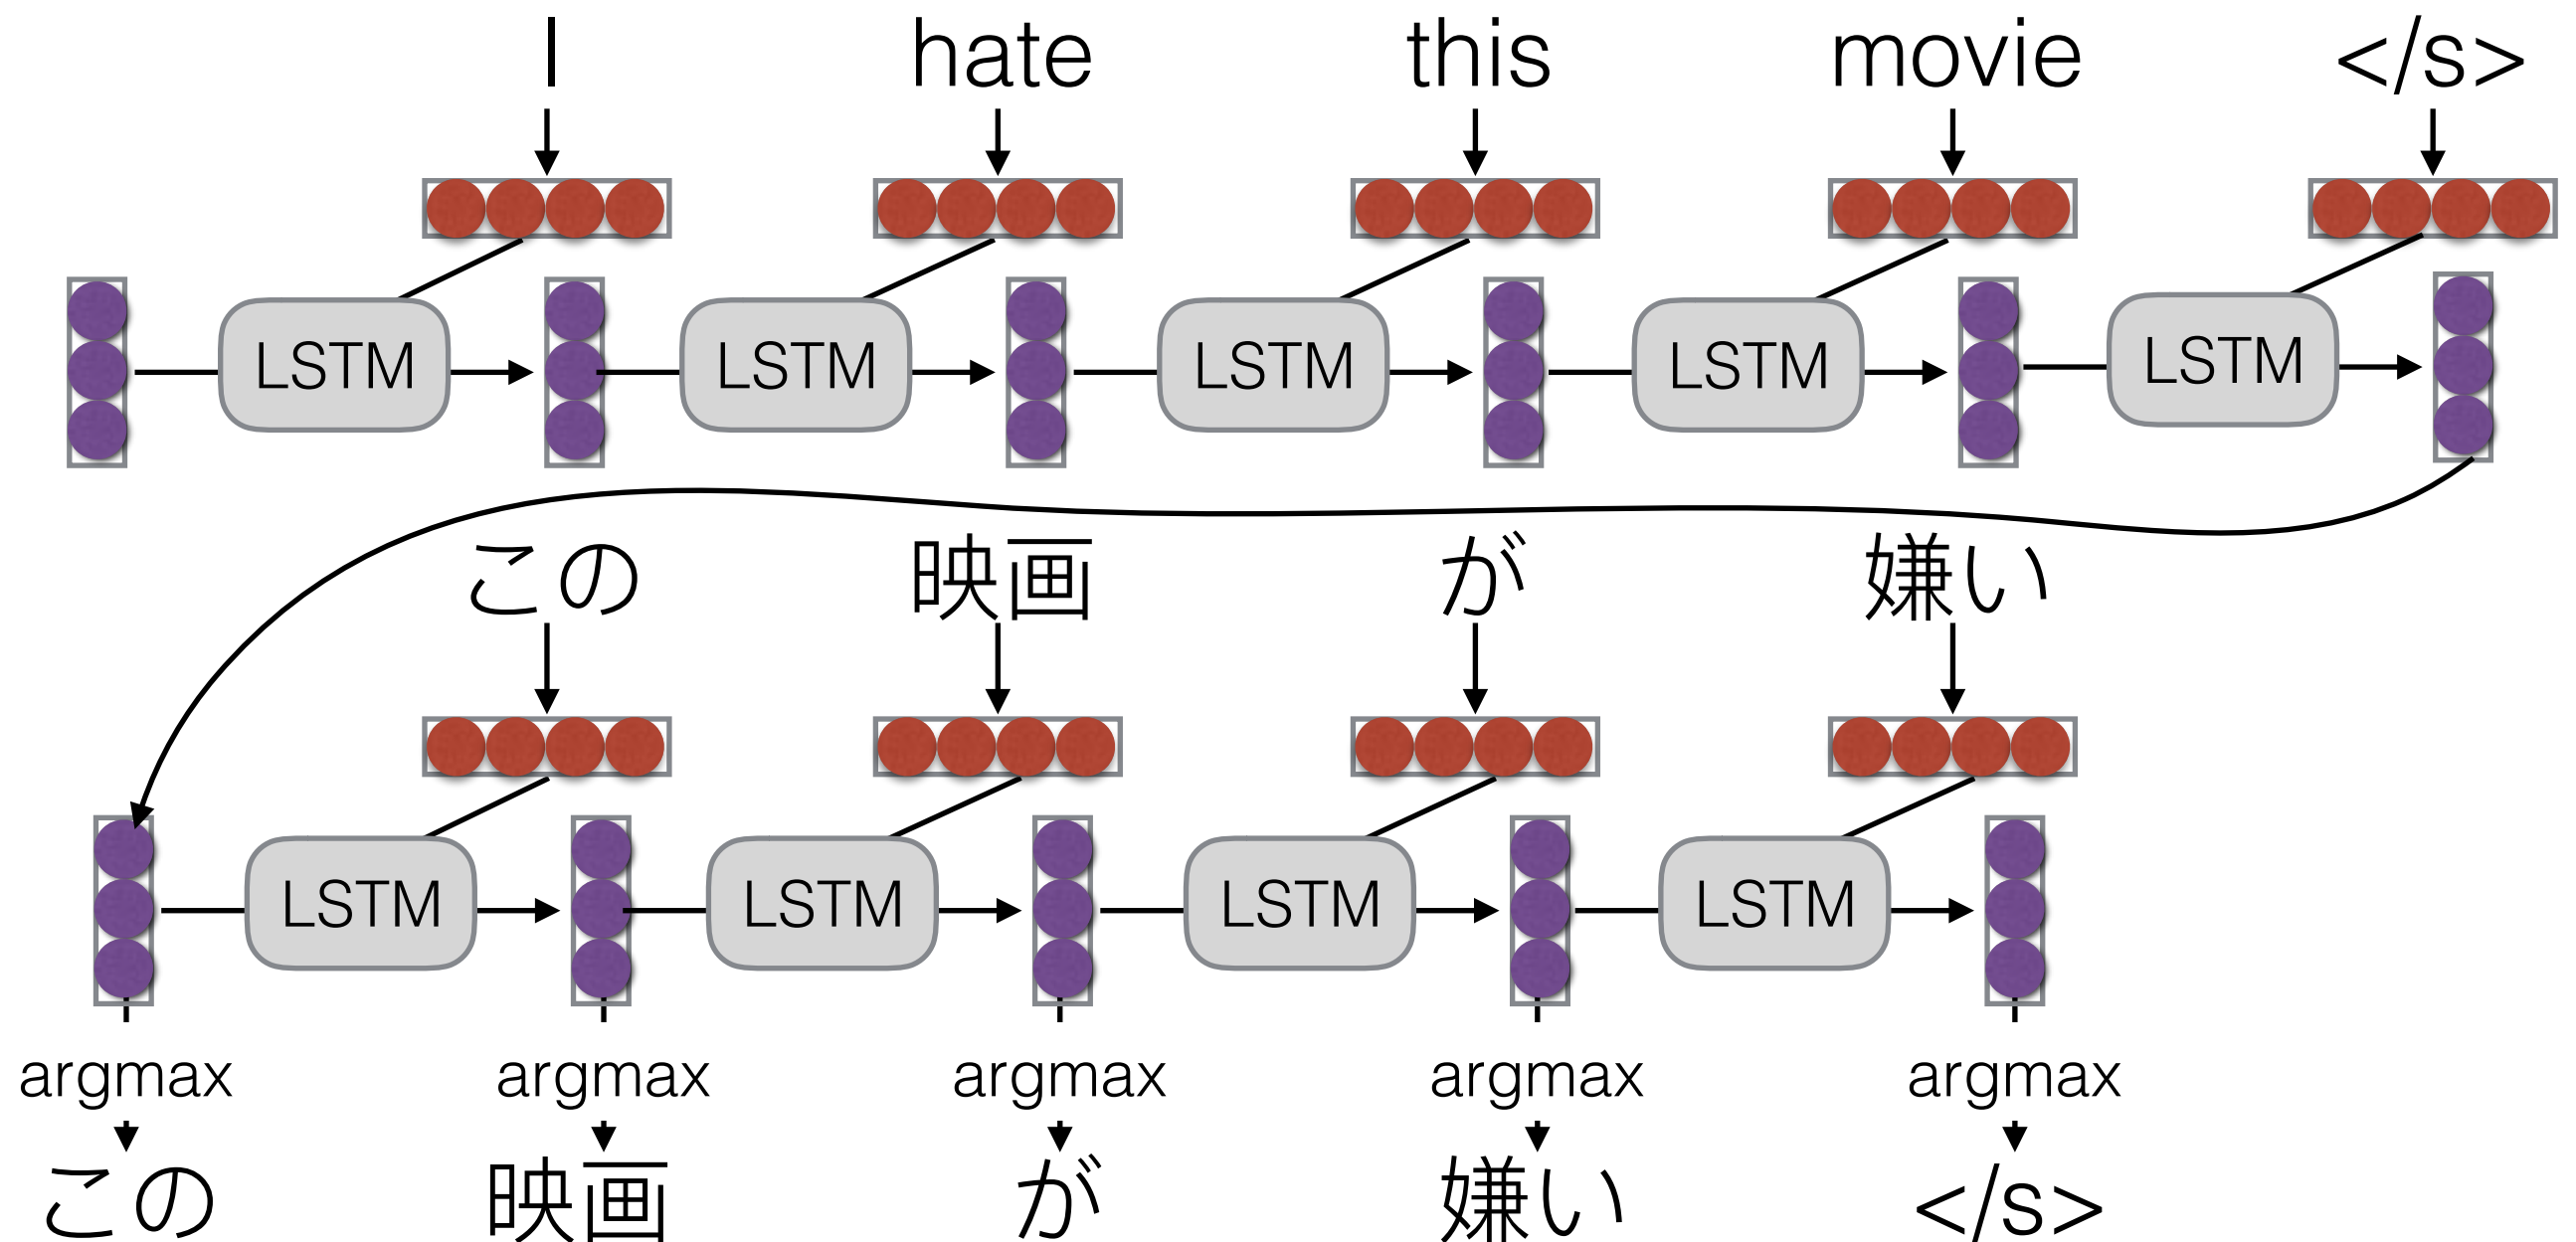 I hate this movie </s>
LSTM LSTM LSTM LSTM LSTM
この 映画 が 嫌い
LSTM LSTM LSTM LSTM
argmax argmax argmax argmax argmax
この 映画 が 嫌い </s>